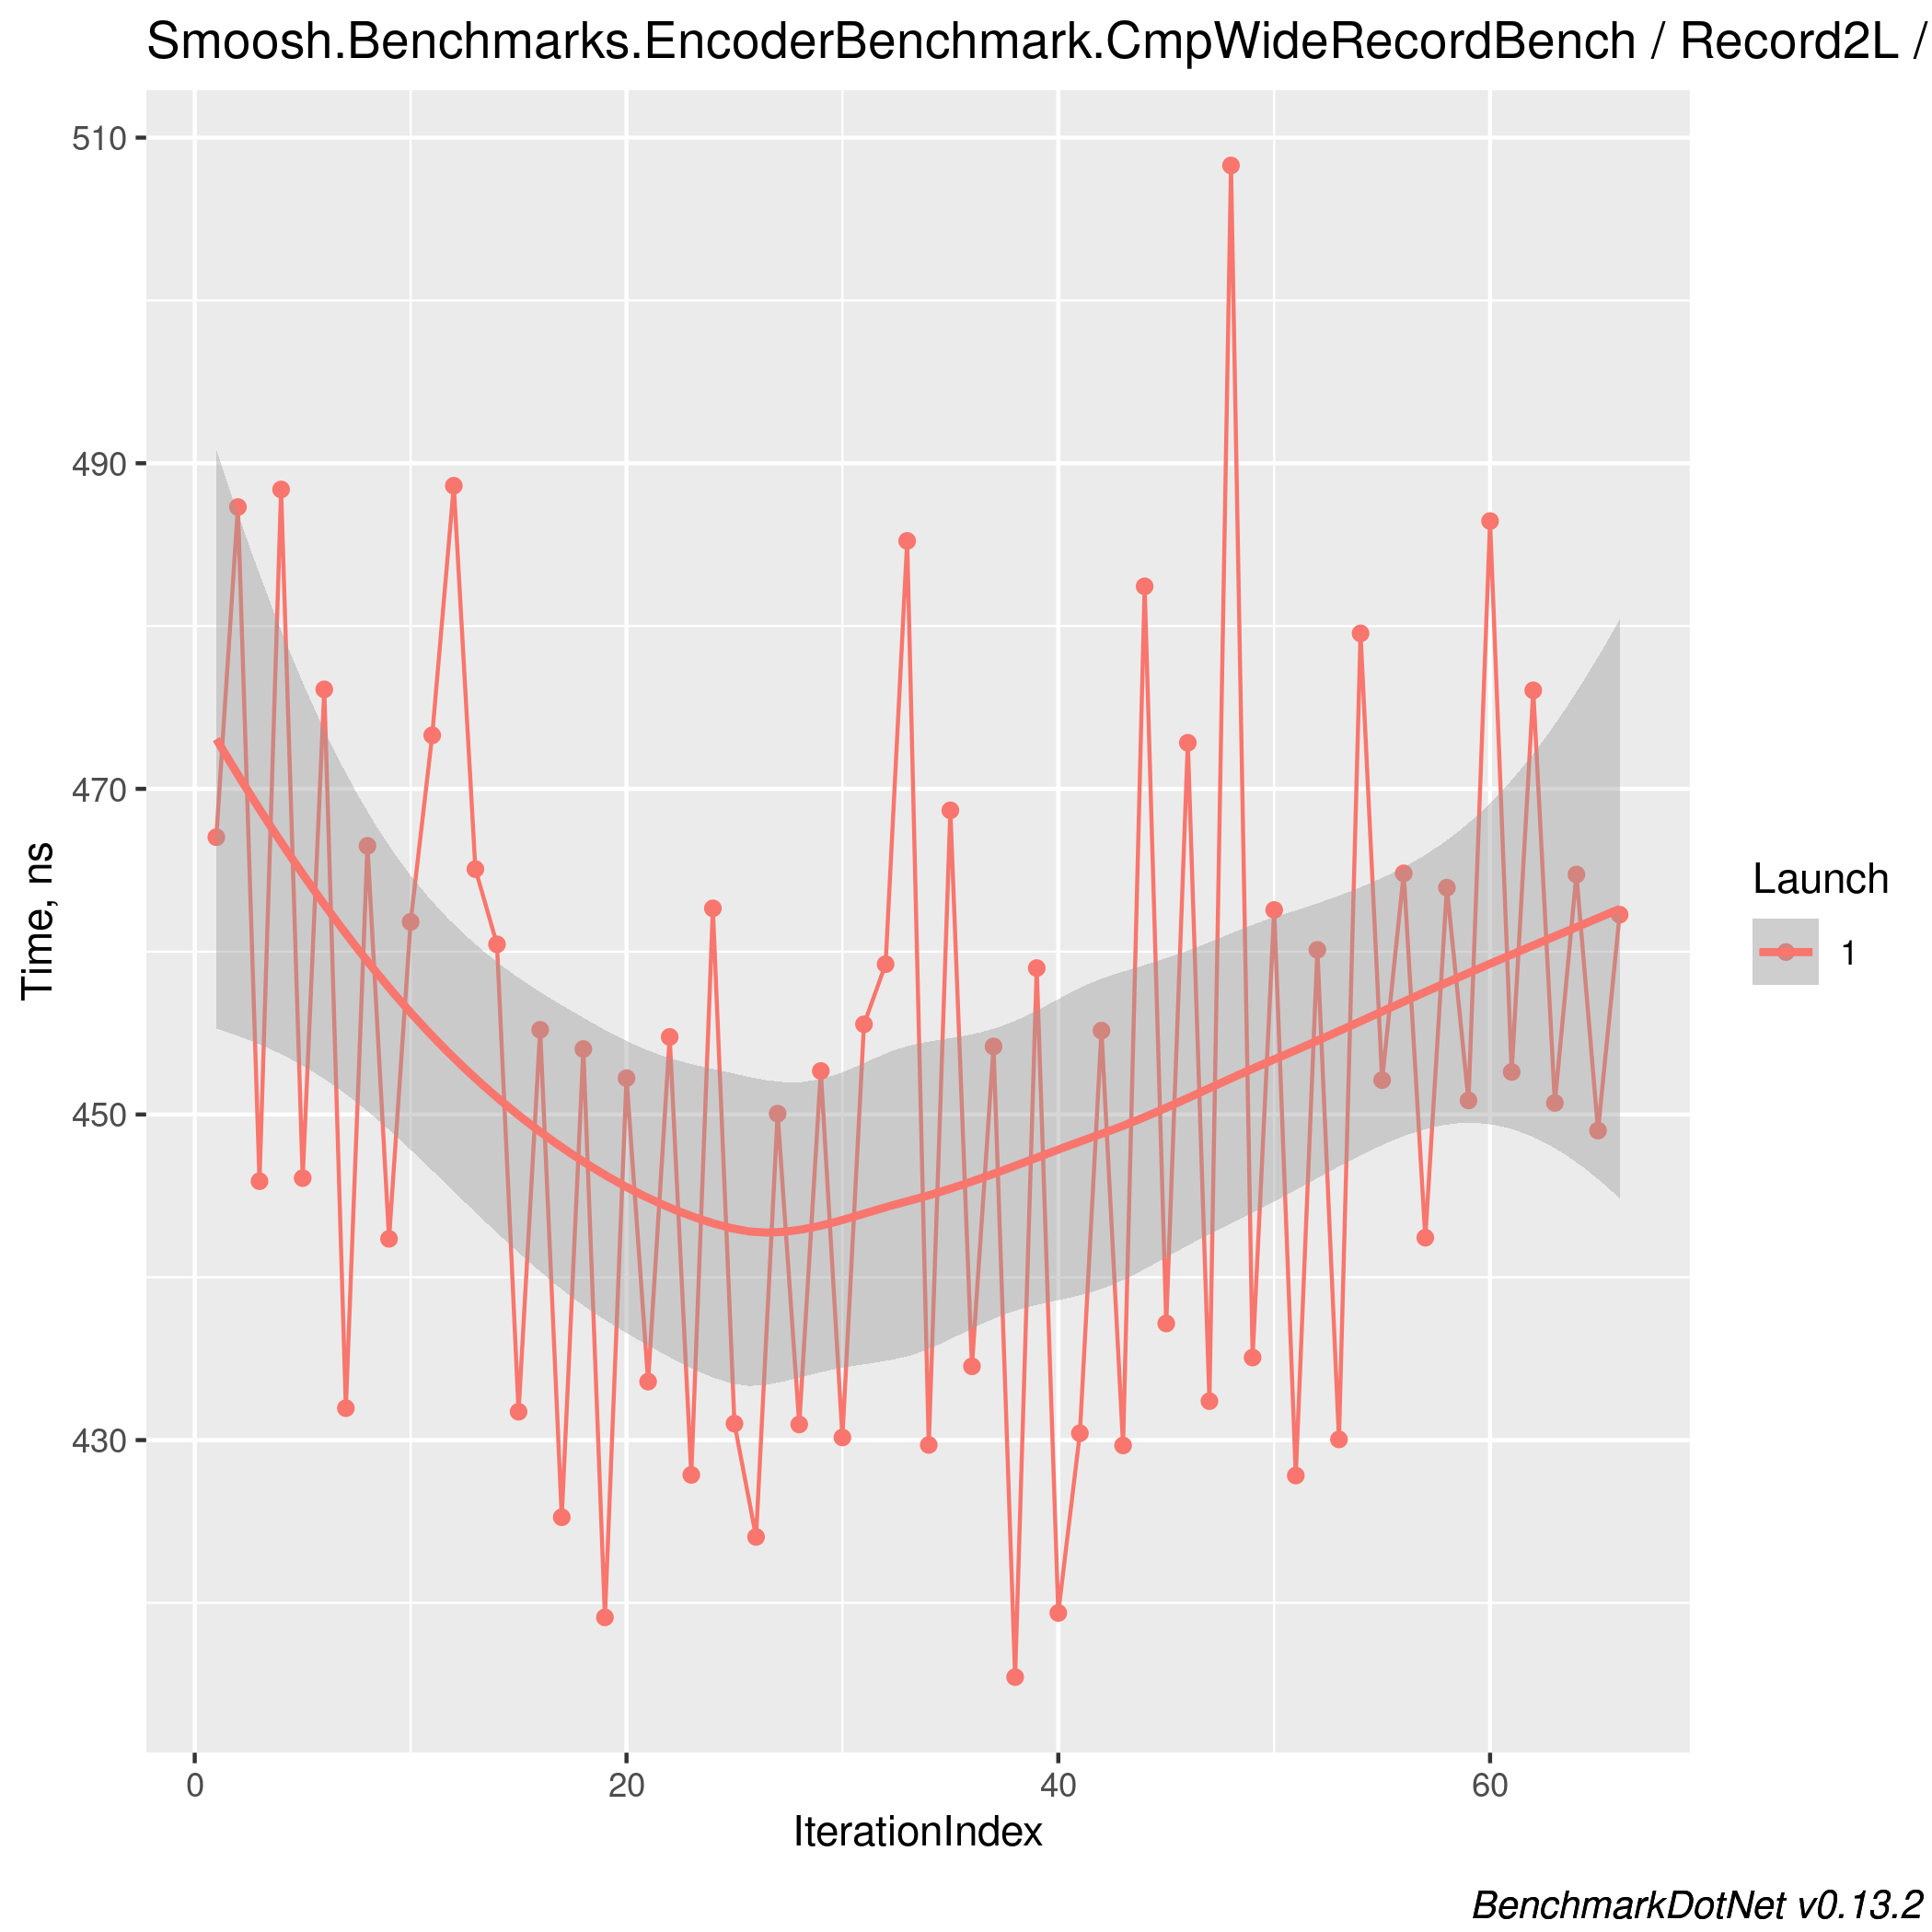 Smoosh.Benchmarks.EncoderBenchmark.CmpWideRecordBench / Record2L /
510
490
470
450
430
Time, ns
0 20 40 60
IterationIndex
Launch
1
BenchmarkDotNet v0.13.2